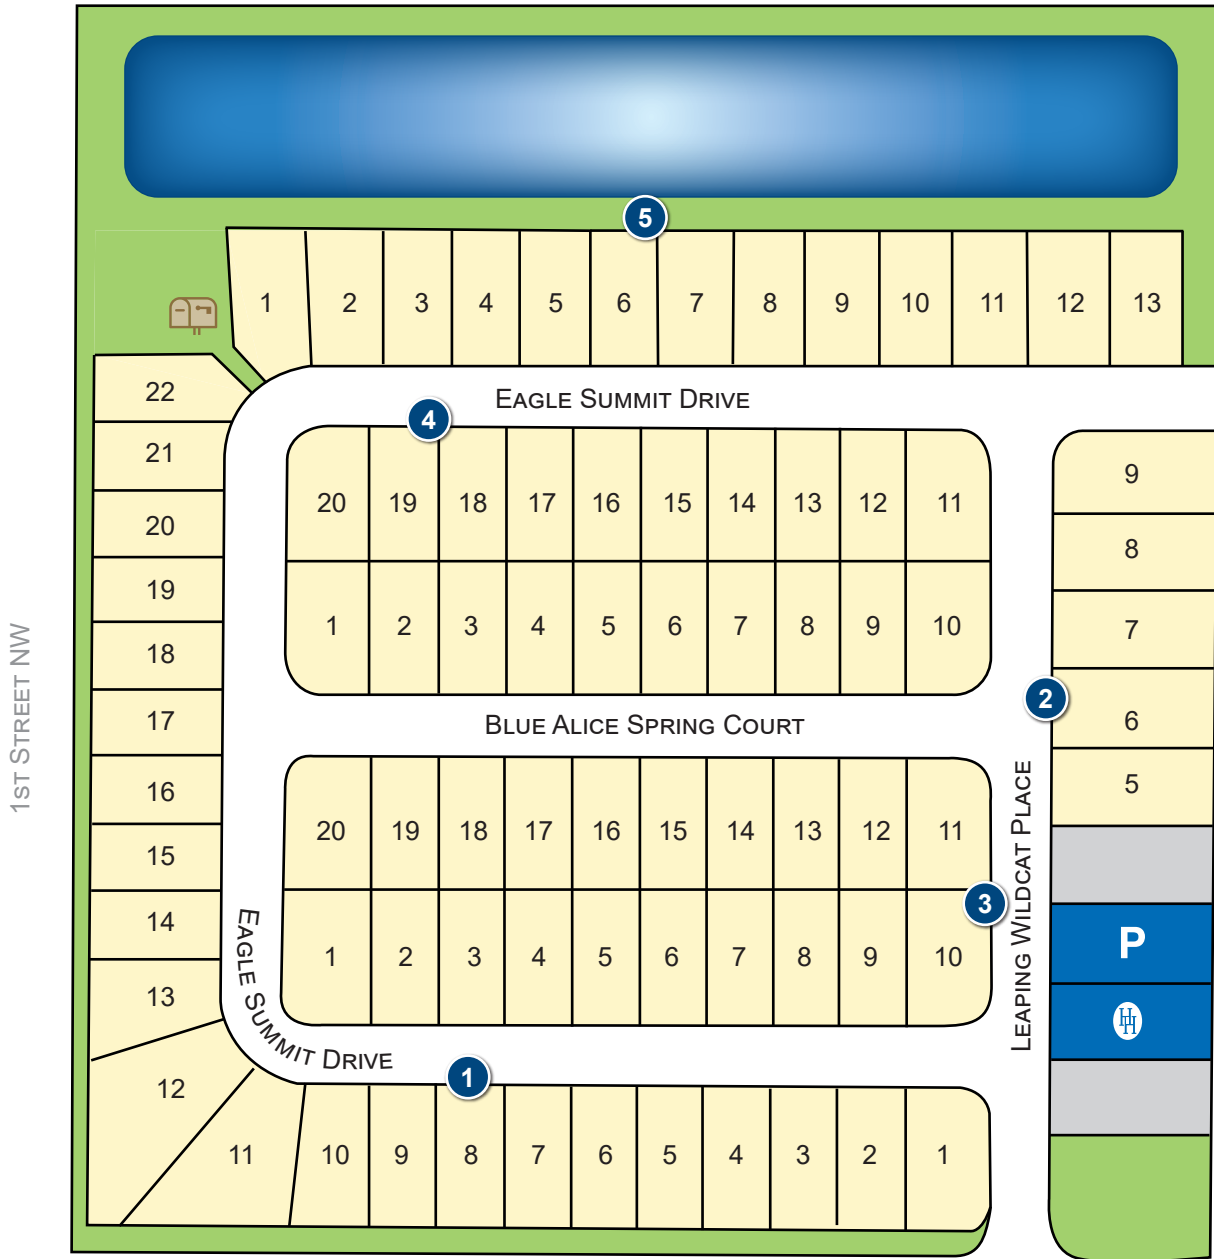 5
1 2 3 4 5 6 7 8 9 10 11 12 13
EAGLE SUMMIT DRIVE
4
22
21
20
19
18
17
16
15
14
13
12
11 10 9 8 7 6 5 4 3 2 1
20 19 18 17 16 15 14 13 12 11
1 2 3 4 5 6 7 8 9 10
BLUE ALICE SPRING COURT
20 19 18 17 16 15 14 13 12 11
1 2 3 4 5 6 7 8 9 10
3
EAGLE SUMMIT DRIVE
1
9
8
7
2
6
5
P
HH
LEAPING WILDCAT PLACE
1ST STREET NW